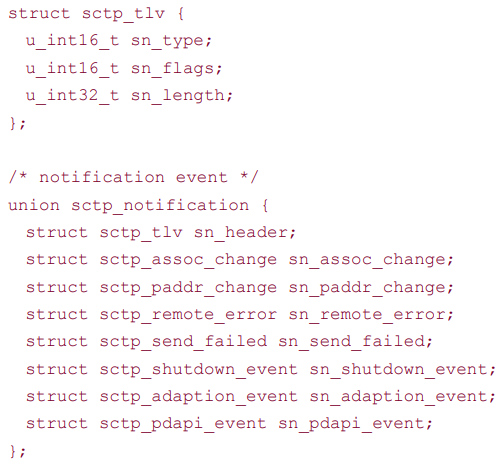 struct sctp_tlv {
u_int16_t sn_type;
u_int16_t sn_flags;
u_int32_t sn_length;
};
/* notification event */
union sctp_notification {
struct sctp_tlv sn_header;
struct sctp_assoc_change sn_assoc_change;
struct sctp_paddr_change sn_paddr_change;
struct sctp_remote_error sn_remote_error;
struct sctp_send_failed sn_send_failed;
struct sctp_shutdown_event sn_shutdown_event;
struct sctp_adaption_event sn_adaption_event;
struct sctp_pdapi_event sn_pdapi_event;
};